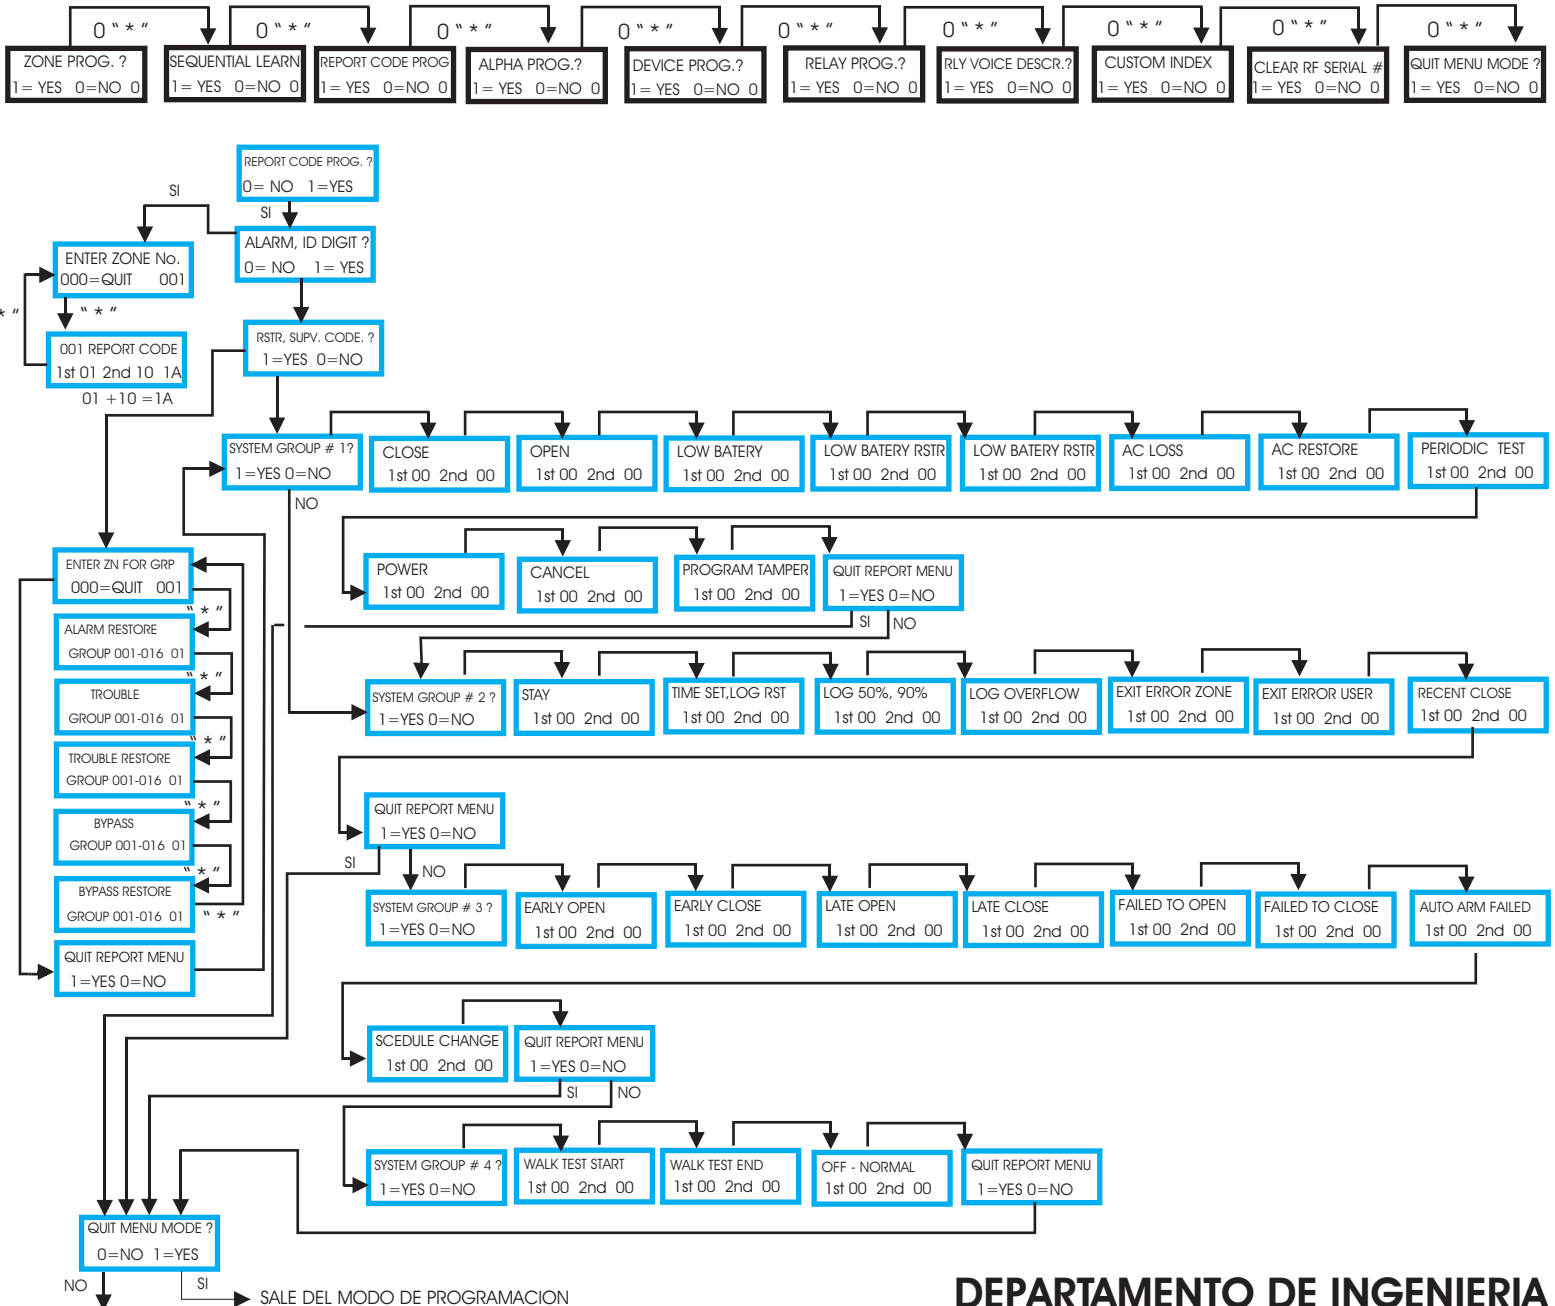 0 “ * ” 0 “ * ” 0 “ * ” 0 “ * ” 0 “ * ” 0 “ * ” 0 “ * ” 0 “ * ” 0 “ * ”
ZONE PROG. ?
1= YES 0=NO 0
SEQUENTIAL LEARN
1= YES 0=NO 0
REPORT CODE PROG
1= YES 0=NO 0
ALPHA PROG.?
1= YES 0=NO 0
DEVICE PROG.?
1= YES 0=NO 0
RELAY PROG.?
1= YES 0=NO 0
RLY VOICE DESCR.?
1= YES 0=NO 0
CUSTOM INDEX
1= YES 0=NO 0
CLEAR RF SERIAL #
1= YES 0=NO 0
QUIT MENU MODE ?
1= YES 0=NO 0
REPORT CODE PROG. ?
0= NO 1=YES
SI
SI
ALARM, ID DIGIT ?
0= NO 1= YES
ENTER ZONE No.
000=QUIT 001
“ * ”
* ”
001 REPORT CODE
1st 01 2nd 10 1A
01 +10 =1A
RSTR, SUPV. CODE. ?
1=YES 0=NO
SYSTEM GROUP # 1?
1=YES 0=NO
NO
CLOSE
1st 00 2nd 00
OPEN
1st 00 2nd 00
LOW BATERY
1st 00 2nd 00
LOW BATERY RSTR
1st 00 2nd 00
LOW BATERY RSTR
1st 00 2nd 00
AC LOSS
1st 00 2nd 00
AC RESTORE
1st 00 2nd 00
PERIODIC TEST
1st 00 2nd 00
POWER
1st 00 2nd 00
CANCEL
1st 00 2nd 00
PROGRAM TAMPER
1st 00 2nd 00
QUIT REPORT MENU
1=YES 0=NO
SI NO
ENTER ZN FOR GRP
000=QUIT 001
“ * ”
ALARM RESTORE
GROUP 001-016 01
“ * ”
TROUBLE
GROUP 001-016 01
“ * ”
TROUBLE RESTORE
GROUP 001-016 01
“ * ”
BYPASS
GROUP 001-016 01
“ * ”
BYPASS RESTORE
GROUP 001-016 01
“ * ”
QUIT REPORT MENU
1=YES 0=NO
SYSTEM GROUP # 2 ?
1=YES 0=NO
STAY
1st 00 2nd 00
TIME SET,LOG RST
1st 00 2nd 00
LOG 50%, 90%
1st 00 2nd 00
LOG OVERFLOW
1st 00 2nd 00
EXIT ERROR ZONE
1st 00 2nd 00
EXIT ERROR USER
1st 00 2nd 00
RECENT CLOSE
1st 00 2nd 00
QUIT REPORT MENU
1=YES 0=NO
SI
NO
SYSTEM GROUP # 3 ?
1=YES 0=NO
EARLY OPEN
1st 00 2nd 00
EARLY CLOSE
1st 00 2nd 00
LATE OPEN
1st 00 2nd 00
LATE CLOSE
1st 00 2nd 00
FAILED TO OPEN
1st 00 2nd 00
FAILED TO CLOSE
1st 00 2nd 00
AUTO ARM FAILED
1st 00 2nd 00
SCEDULE CHANGE
1st 00 2nd 00
QUIT REPORT MENU
1=YES 0=NO
SI NO
SYSTEM GROUP # 4 ?
1=YES 0=NO
WALK TEST START
1st 00 2nd 00
WALK TEST END
1st 00 2nd 00
OFF - NORMAL
1st 00 2nd 00
QUIT REPORT MENU
1=YES 0=NO
QUIT MENU MODE ?
0=NO 1=YES
NO SI
SALE DEL MODO DE PROGRAMACION
DEPARTAMENTO DE INGENIERIA